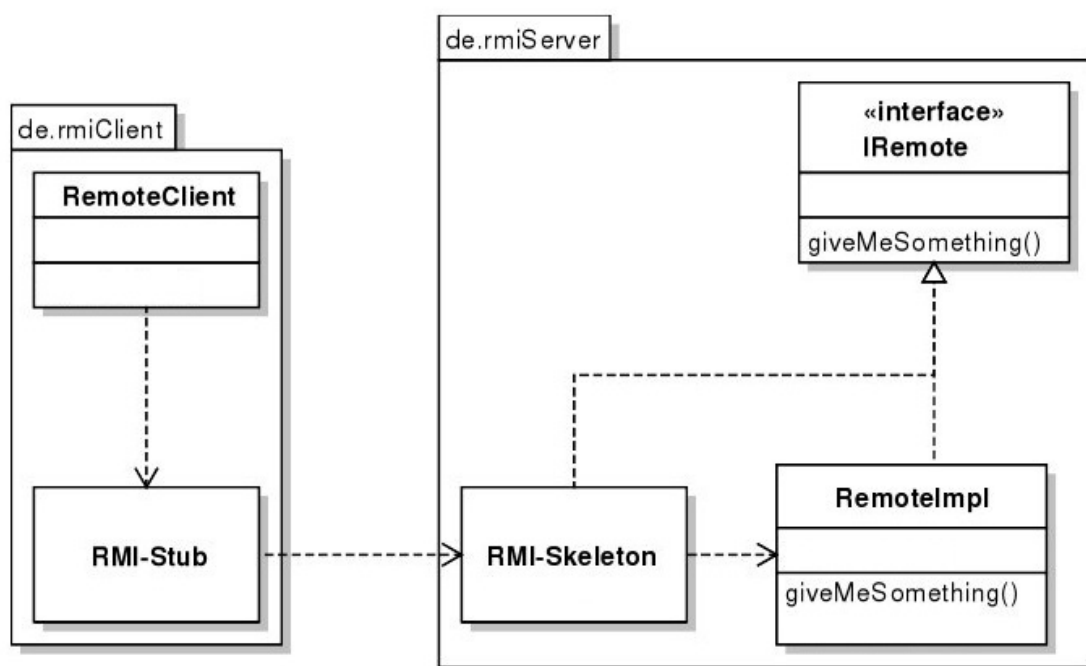 de.rmiServer
«interface»
IRemote
giveMeSomething()
de.rmiClient
RemoteClient
RMI-Stub
RMI-Skeleton
RemoteImpl
giveMeSomething()